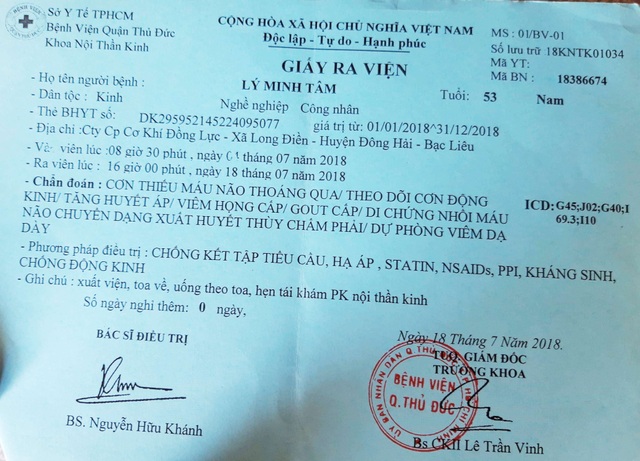 Sở Y Tế TPHCM
Bệnh Viện Quận Thủ Đức
Khoa Nội Thần Kinh
CỘNG HÒA XÃ HỘI CHỦ NGHĨA VIỆT NAM
Độc lập - Tự do - Hạnh phúc
MS : 01/BV-01
Số lưu trữ 18KNTK01034
Mã YT:
Mã BN : 18386674
GIẤY RA VIỆN
- Họ tên người bệnh : LÝ MINH TÂM Tuổi: 53 Nam
- Dân tộc : Kinh Nghề nghiệp Công nhân
- Thẻ BHYT số: DK295952145224095077 giá trị từ: 01/01/2018^31/12/2018
- Địa chỉ :Cty Cp Cơ Khí Đồng Lực - Xã Long Điền - Huyện Đông Hải - Bạc Liêu
- viện lúc : 08 giờ 30 phút , ngày 01 tháng 07 năm 2018
- Ra viện lúc : 16 giờ 00 phút , ngày 18 tháng 07 năm 2018
- Chẩn đoán : CƠN THIẾU MÁU NÃO THOÁNG QUA/ THEO DÕI CƠN ĐỘNG
KINH/ TĂNG HUYẾT ÁP/ VIÊM HỌNG CẤP/ GOUT CẤP/ DI CHỨNG NHỒI MÁU
NÃO CHUYỂN DẠNG XUẤT HUYẾT THÙY CHẨM PHẢI/ DỰ PHÒNG VIÊM DẠ
DÀY
ICD: G45;J02;G40;I
69.3;I10
- Phương pháp điều trị : CHỐNG KẾT TẬP TIỂU CẦU, HẠ ÁP , STATIN, NSAIDs, PPI, KHÁNG SINH,
CHỐNG ĐỘNG KINH
- Ghi chú : xuất viện, toa về, uống theo toa, hẹn tái khám PK nội thần kinh
Số ngày nghỉ thêm: 0 ngày,
Ngày 18 Tháng 7 Năm 2018.
BÁC SĨ ĐIỀU TRỊ
TUQ. GIÁM ĐỐC
TRƯỞNG KHOA
BỆNH VIỆN
Q. THỦ ĐỨC
BS. Nguyễn Hữu Khánh
Bs CKII Lê Trần Vinh